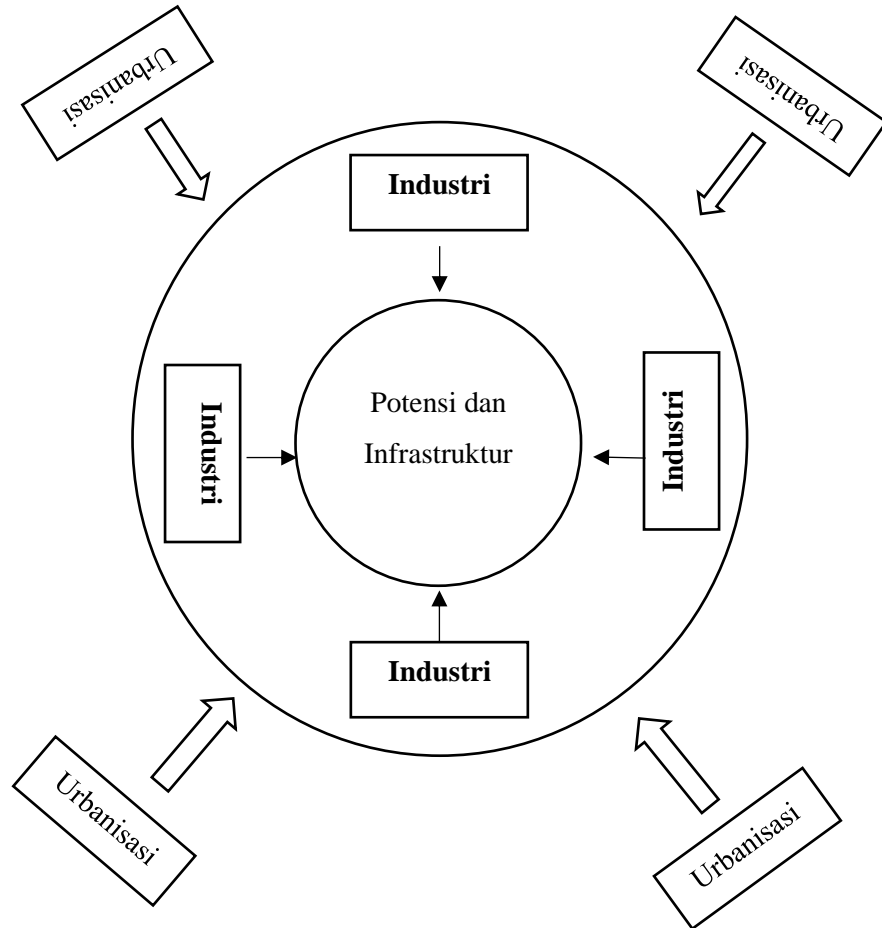 Urbanisasi
Urbanisasi
Industri
Industri
Potensi dan
Infrastruktur
Industri
Industri
Urbanisasi
Urbanisasi